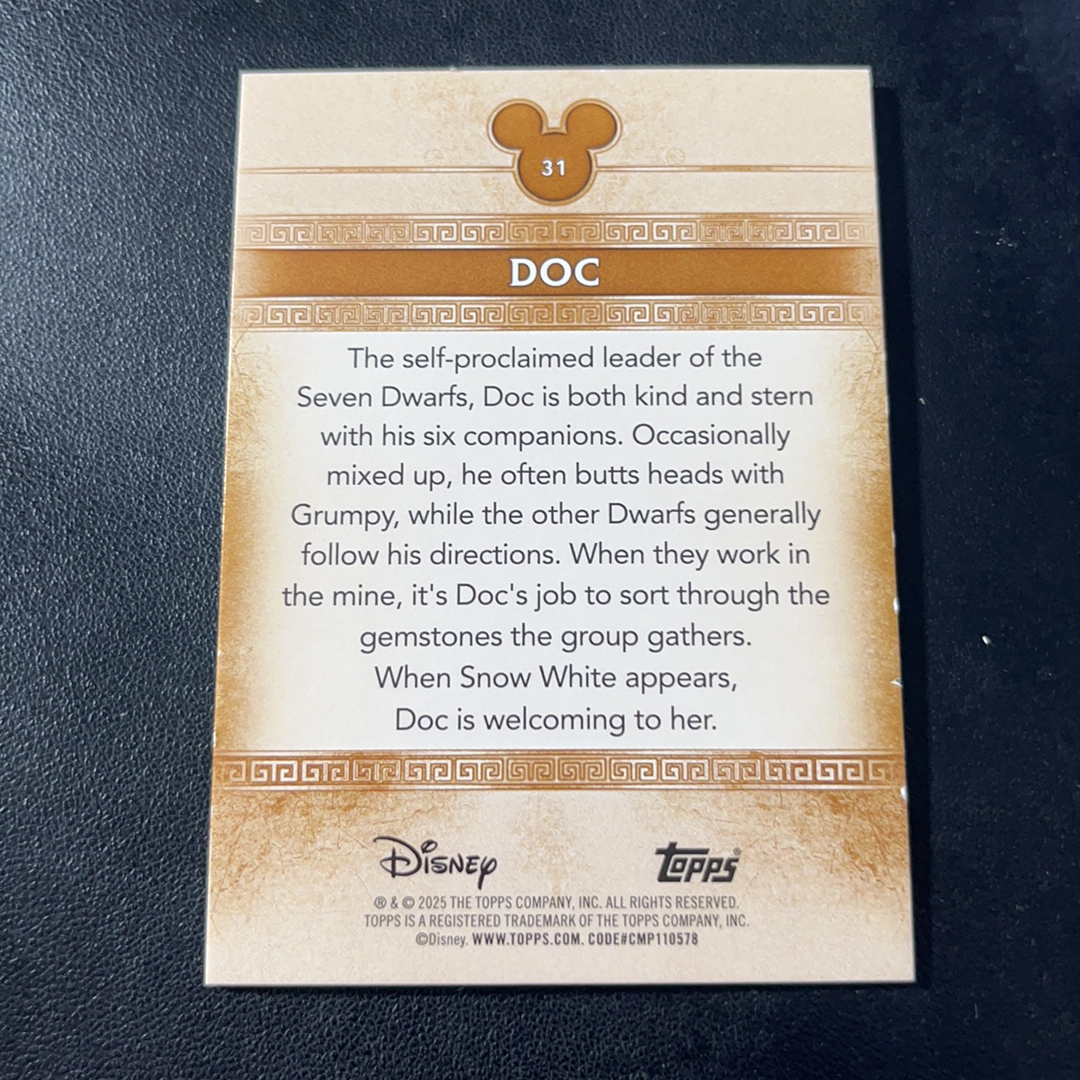 31
DOC
The self-proclaimed leader of the
Seven Dwarfs, Doc is both kind and stern
with his six companions. Occasionally
mixed up, he often butts heads with
Grumpy, while the other Dwarfs generally
follow his directions. When they work in
the mine, it's Doc's job to sort through the
gemstones the group gathers.
When Snow White appears,
Doc is welcoming to her.
Disney topps®
® & © 2025 THE TOPPS COMPANY, INC. ALL RIGHTS RESERVED.
TOPPS IS A REGISTERED TRADEMARK OF THE TOPPS COMPANY, INC.
©Disney. WWW.TOPPS.COM. CODE#CMP110578